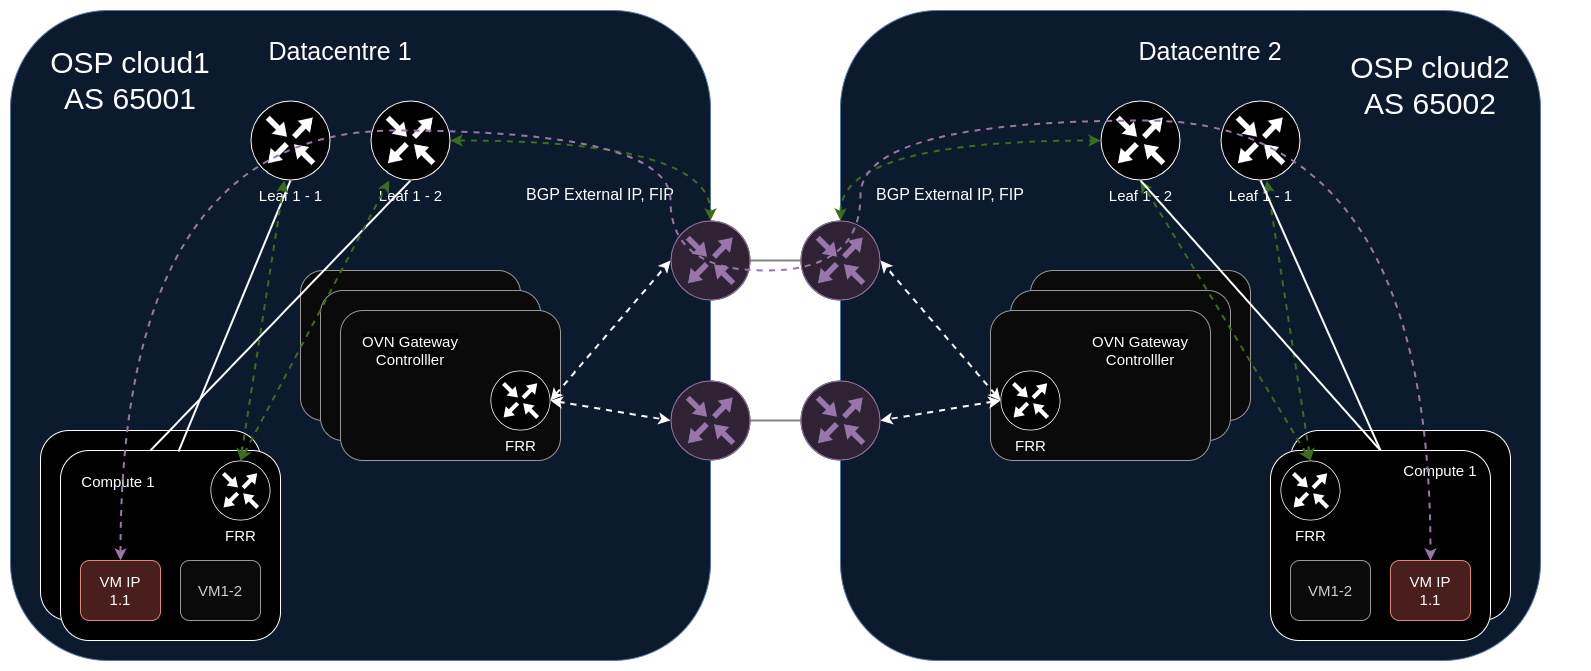 OSP cloud1
AS 65001
Datacentre 1
Leaf 1 - 1
Leaf 1 - 2
BGP External IP, FIP
OVN Gateway
Controlller
FRR
Compute 1
FRR
VM IP
1.1
VM1-2
Datacentre 2
OSP cloud2
AS 65002
Leaf 1 - 2
Leaf 1 - 1
BGP External IP, FIP
OVN Gateway
Controlller
FRR
Compute 1
FRR
VM1-2
VM IP
1.1